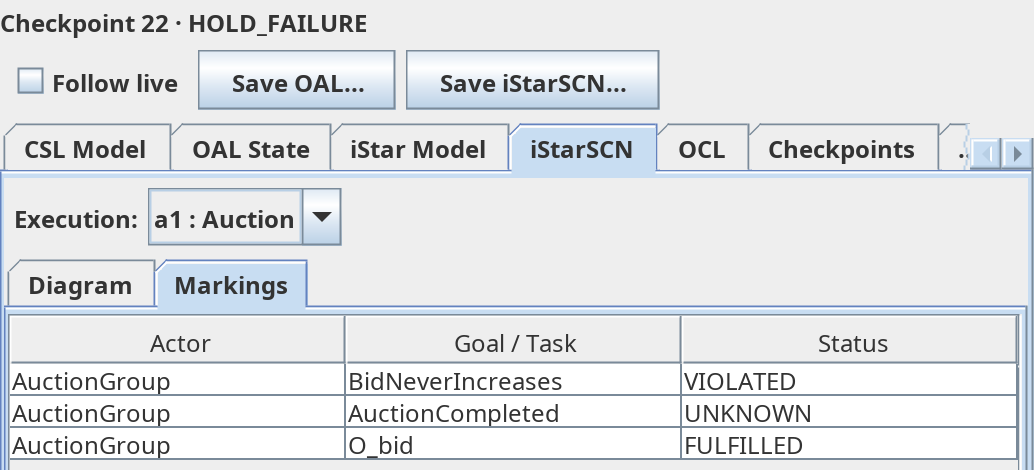 Checkpoint 22 · HOLD_FAILURE
Follow live Save OAL... Save iStarSCN...
CSL Model OAL State iStar Model iStarSCN OCL Checkpoints ..
Execution: a1 : Auction
Diagram Markings
Actor Goal / Task Status
AuctionGroup BidNeverIncreases VIOLATED
AuctionGroup AuctionCompleted UNKNOWN
AuctionGroup O_bid FULFILLED